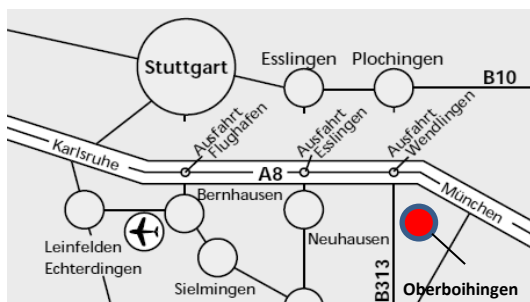 Esslingen Plochingen
Stuttgart
B10
Ausfahrt
Flughafen
Ausfahrt
Esslingen
Ausfahrt
Wendlingen
Karlsruhe
A8
München
Bernhausen
Leinfelden
Echterdingen
Neuhausen
Sielmingen
B313
Oberboihingen